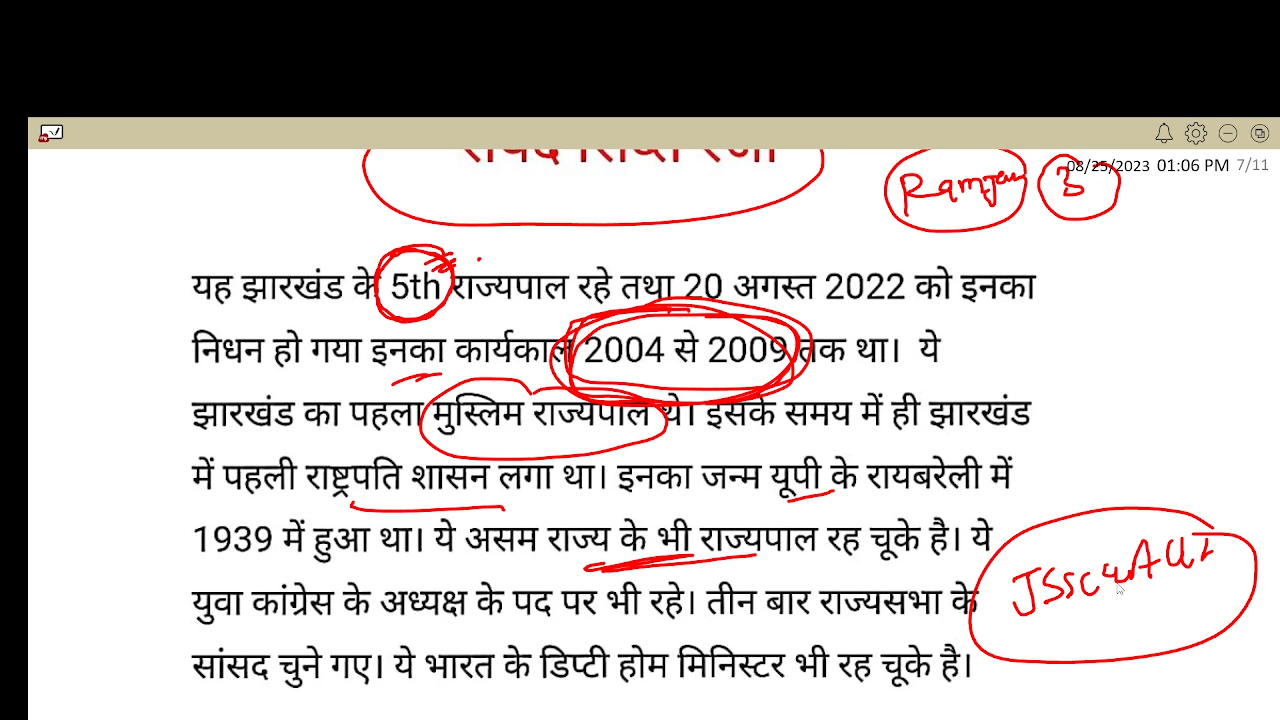 08/25/2023 01:06 PM 7/11
सैयद सिब्ते रजी
Ramjan 3
यह झारखंड के 5th राज्यपाल रहे तथा 20 अगस्त 2022 को इनका
निधन हो गया इनका कार्यकाल 2004 से 2009 तक था। ये
झारखंड का पहला मुस्लिम राज्यपाल थे। इसके समय में ही झारखंड
में पहली राष्ट्रपति शासन लगा था। इनका जन्म यूपी के रायबरेली में
1939 में हुआ था। ये असम राज्य के भी राज्यपाल रह चूके है। ये
युवा कांग्रेस के अध्यक्ष के पद पर भी रहे। तीन बार राज्यसभा के
सांसद चुने गए। ये भारत के डिप्टी होम मिनिस्टर भी रह चूके है।